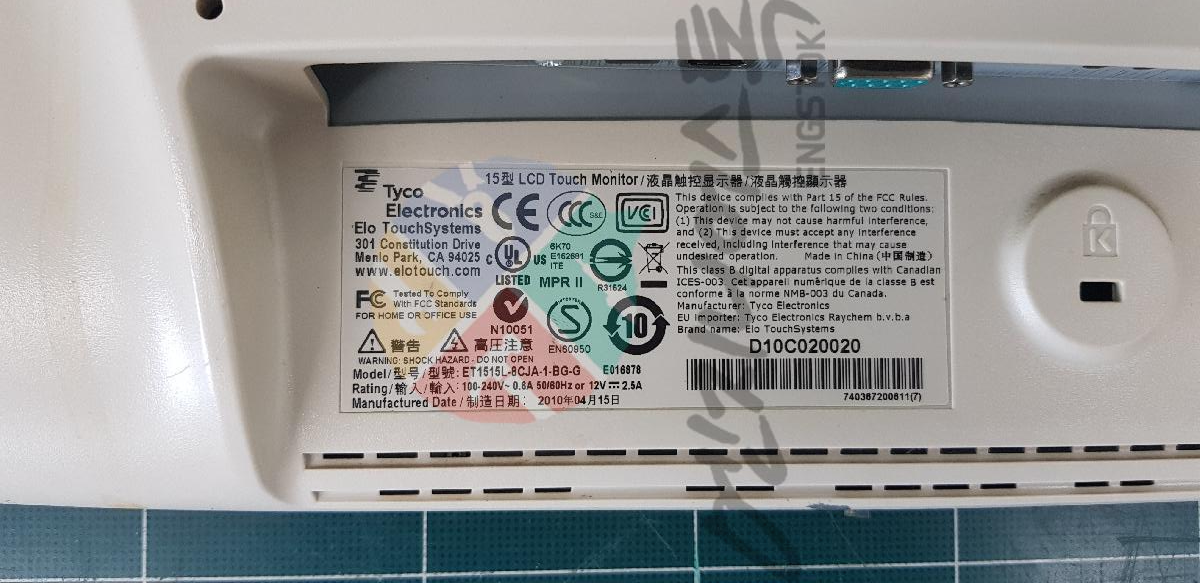 15型 LCD Touch Monitor/液晶触控显示器/液晶觸控顯示器
Tyco
Electronics
Elo TouchSystems
301 Constitution Drive
Menlo Park, CA 94025
www.elotouch.com
CE
CCC
S&E
VCI
C UL US
LISTED
6K70
E162691
ITE
MPR II
R31624
This device complies with Part 15 of the FCC Rules.
Operation is subject to the following two conditions:
(1) This device may not cause harmful interference,
and (2) This device must accept any interference
received, including interference that may cause
undesired operation. Made in China (中国制造)
This class B digital apparatus complies with Canadian
ICES-003. Cet appareil numérique de la classe B est
conforme à la norme NMB-003 du Canada.
Manufacturer: Tyco Electronics
EU Importer: Tyco Electronics Raychem b.v.b.a
Brand name: Elo TouchSystems
FC Tested To Comply
With FCC Standards
FOR HOME OR OFFICE USE
N10051
S
EN60950
10
警告 高圧注意
WARNING: SHOCK HAZARD - DO NOT OPEN
Model/型号/型號: ET1515L-8CJA-1-BG-G E016878
Rating/输入/輸入: 100-240V~ 0.8A 50/60Hz or 12V 2.5A
Manufactured Date/制造日期: 2010年04月15日
D10C020020
740367200611(7)
K
ENGSTOK